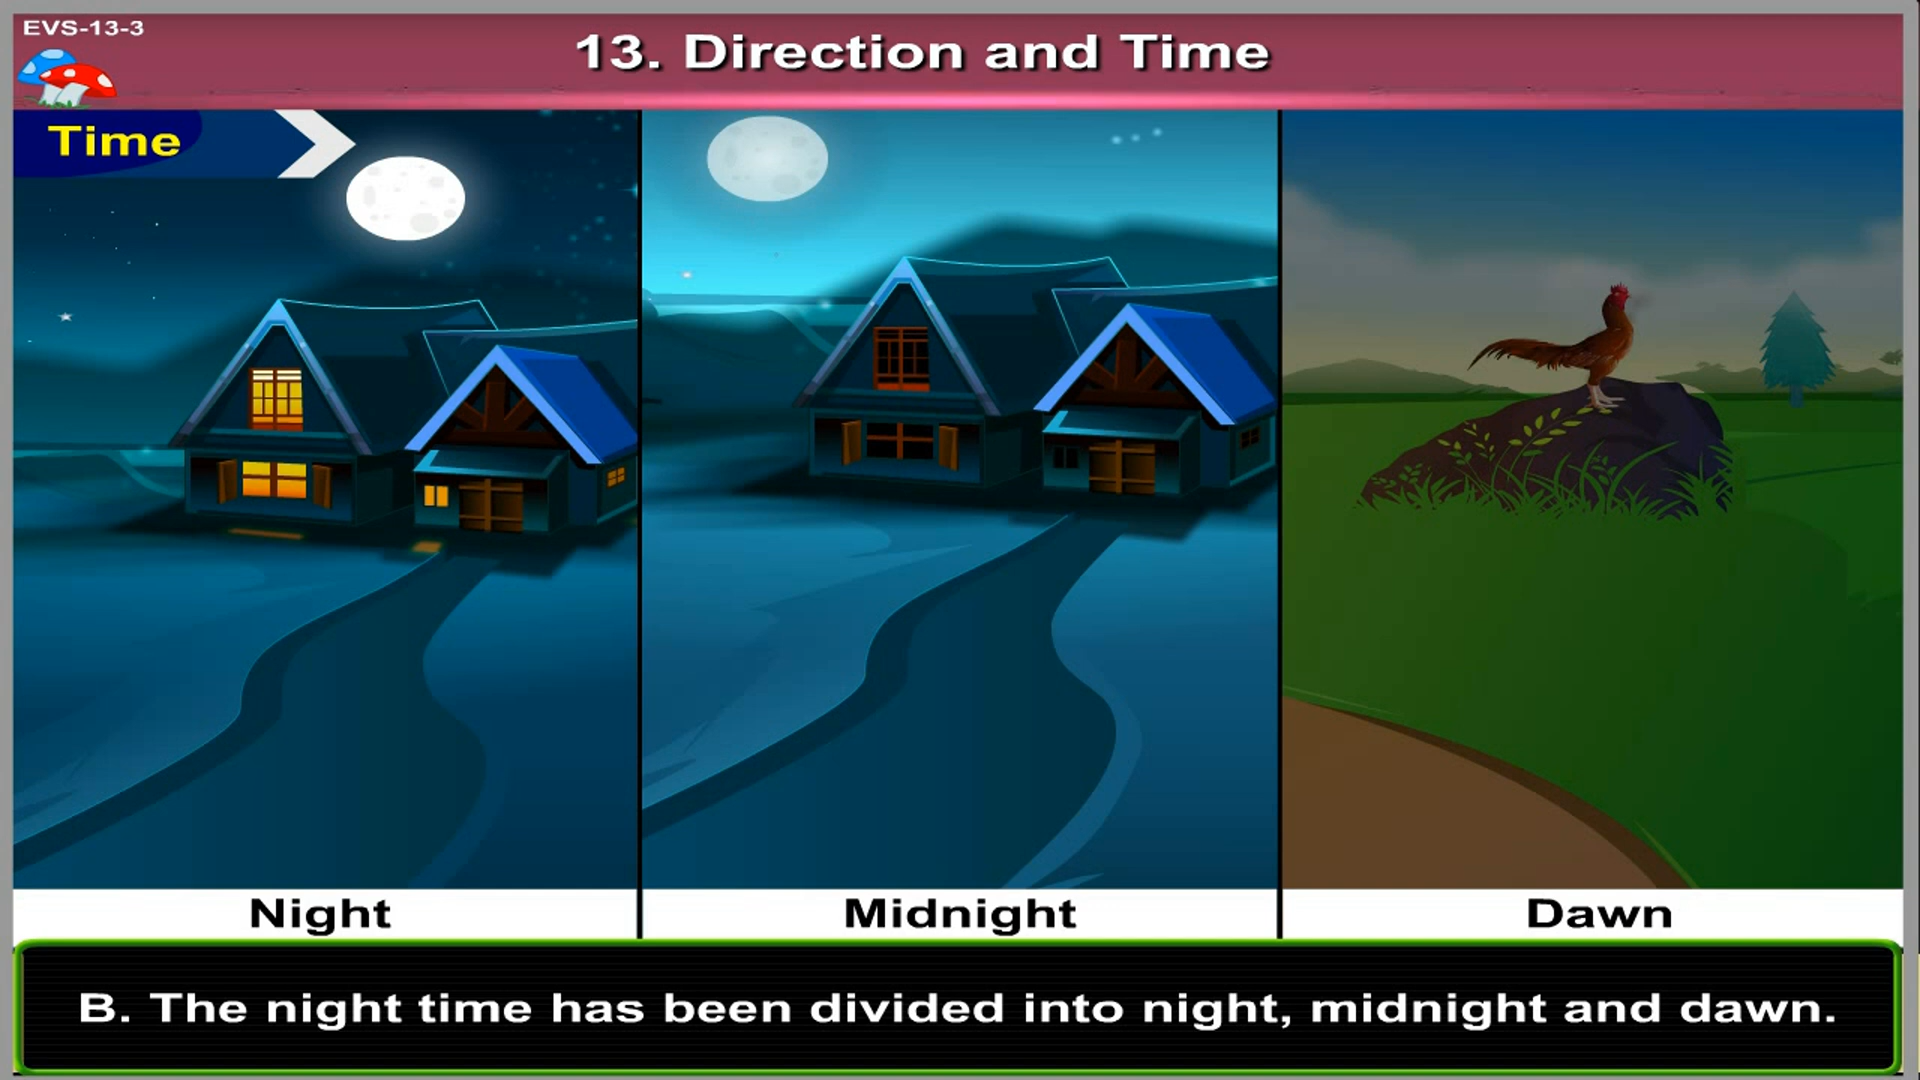 EVS-13-3
13. Direction and Time
Time
Night
Midnight
Dawn
B. The night time has been divided into night, midnight and dawn.